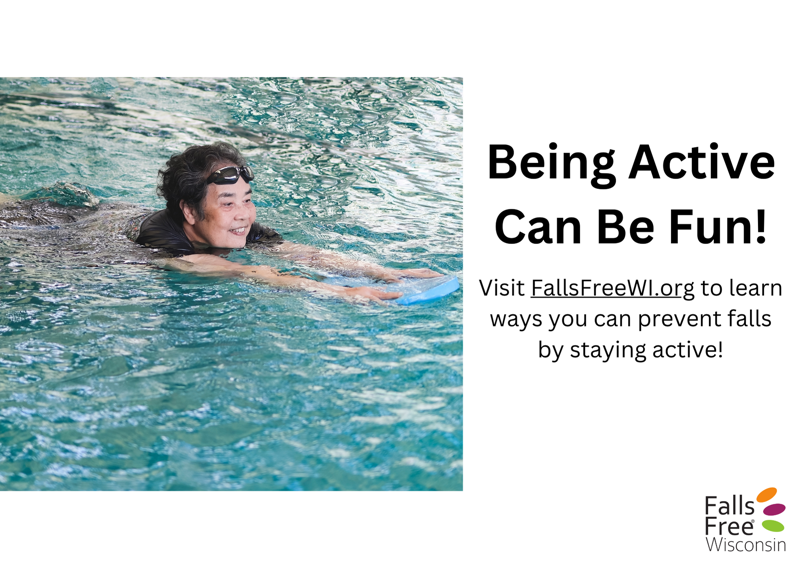 Being Active
Can Be Fun!
Visit FallsFreeWI.org to learn
ways you can prevent falls
by staying active!
Falls
Free®
Wisconsin